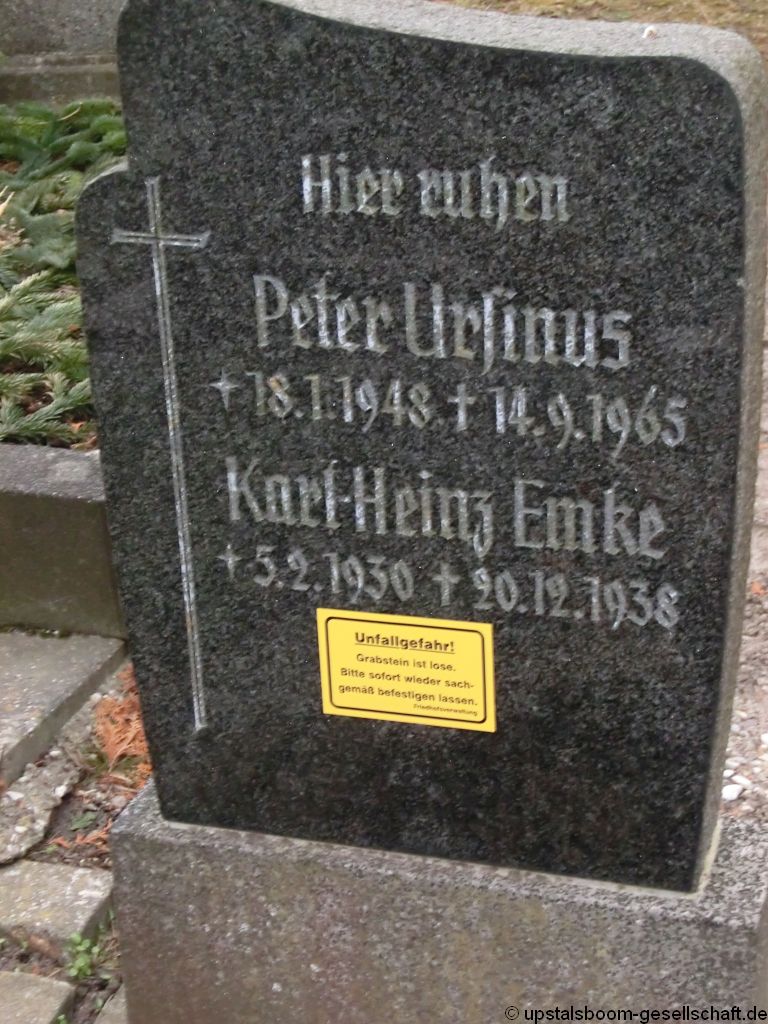 Hier ruhen
Peter Ursinus
+ 18.1.1948 + 14.9.1965
Karl-Heinz Emke
+ 5.2.1930 + 20.12.1938
Unfallgefahr!
Grabstein ist lose.
Bitte sofort wieder sach-
gemäß befestigen lassen.
Friedhofsverwaltung
© upstalsboom-gesellschaft.de